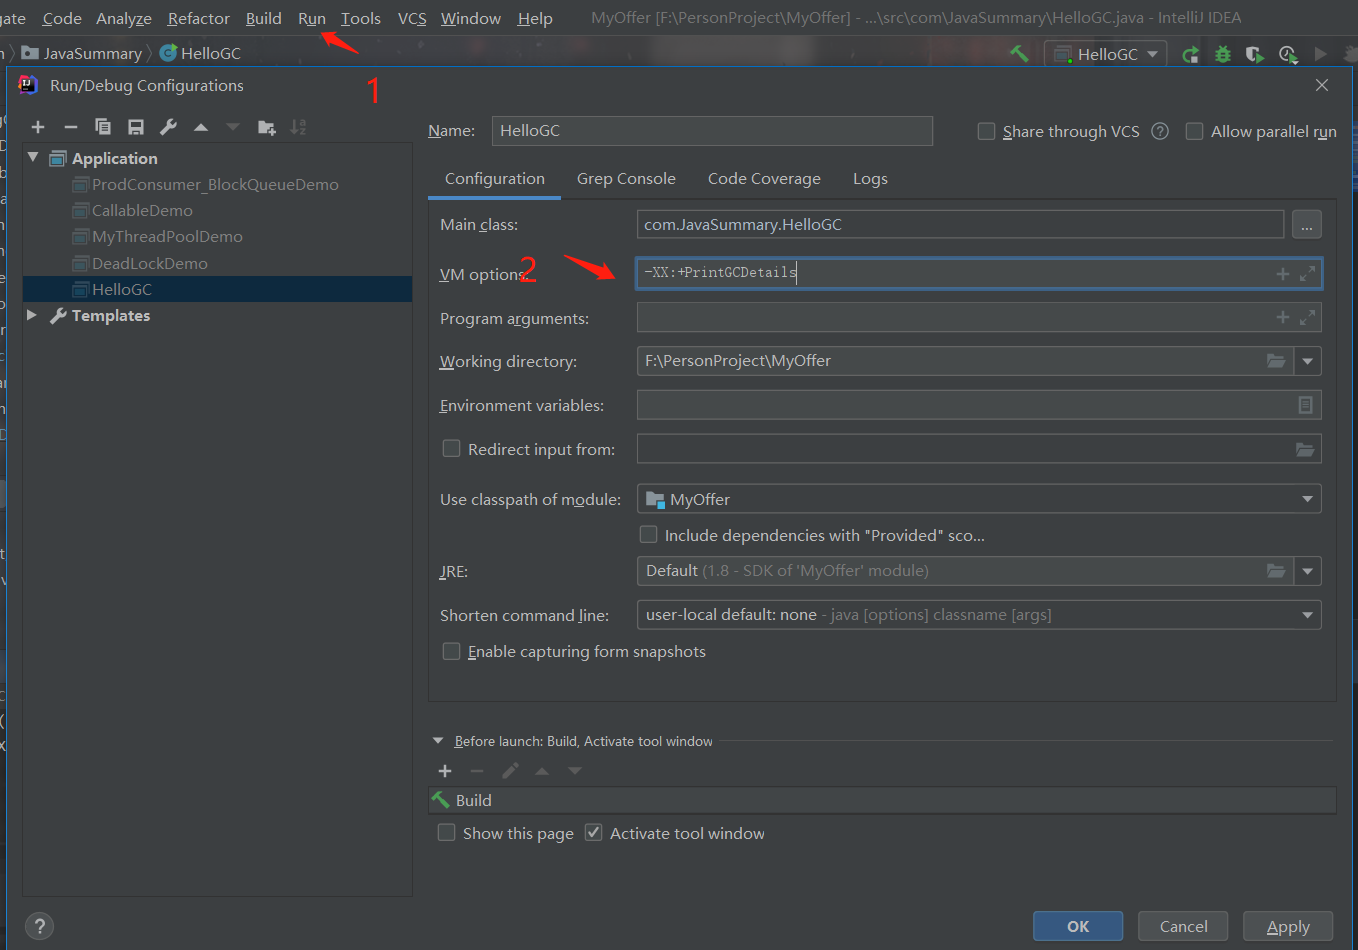 gate Code Analyze Refactor Build Run Tools VCS Window Help MyOffer [F:\PersonProject\MyOffer] - ...\src\com\JavaSummary\HelloGC.java - IntelliJ IDEA
JavaSummary HelloGC HelloGC
Run/Debug Configurations
1
Name: HelloGC Share through VCS ? Allow parallel run
Application
ProdConsumer_BlockQueueDemo
CallableDemo
MyThreadPoolDemo
DeadLockDemo
HelloGC
Templates
Configuration Grep Console Code Coverage Logs
Main class: com.JavaSummary.HelloGC ...
VM options: 2 -XX:+PrintGCDetails
Program arguments:
Working directory: F:\PersonProject\MyOffer
Environment variables:
Redirect input from:
Use classpath of module: MyOffer
Include dependencies with "Provided" sco...
JRE: Default (1.8 - SDK of 'MyOffer' module)
Shorten command line: user-local default: none - java [options] classname [args]
Enable capturing form snapshots
Before launch: Build, Activate tool window
Build
Show this page Activate tool window
? OK Cancel Apply